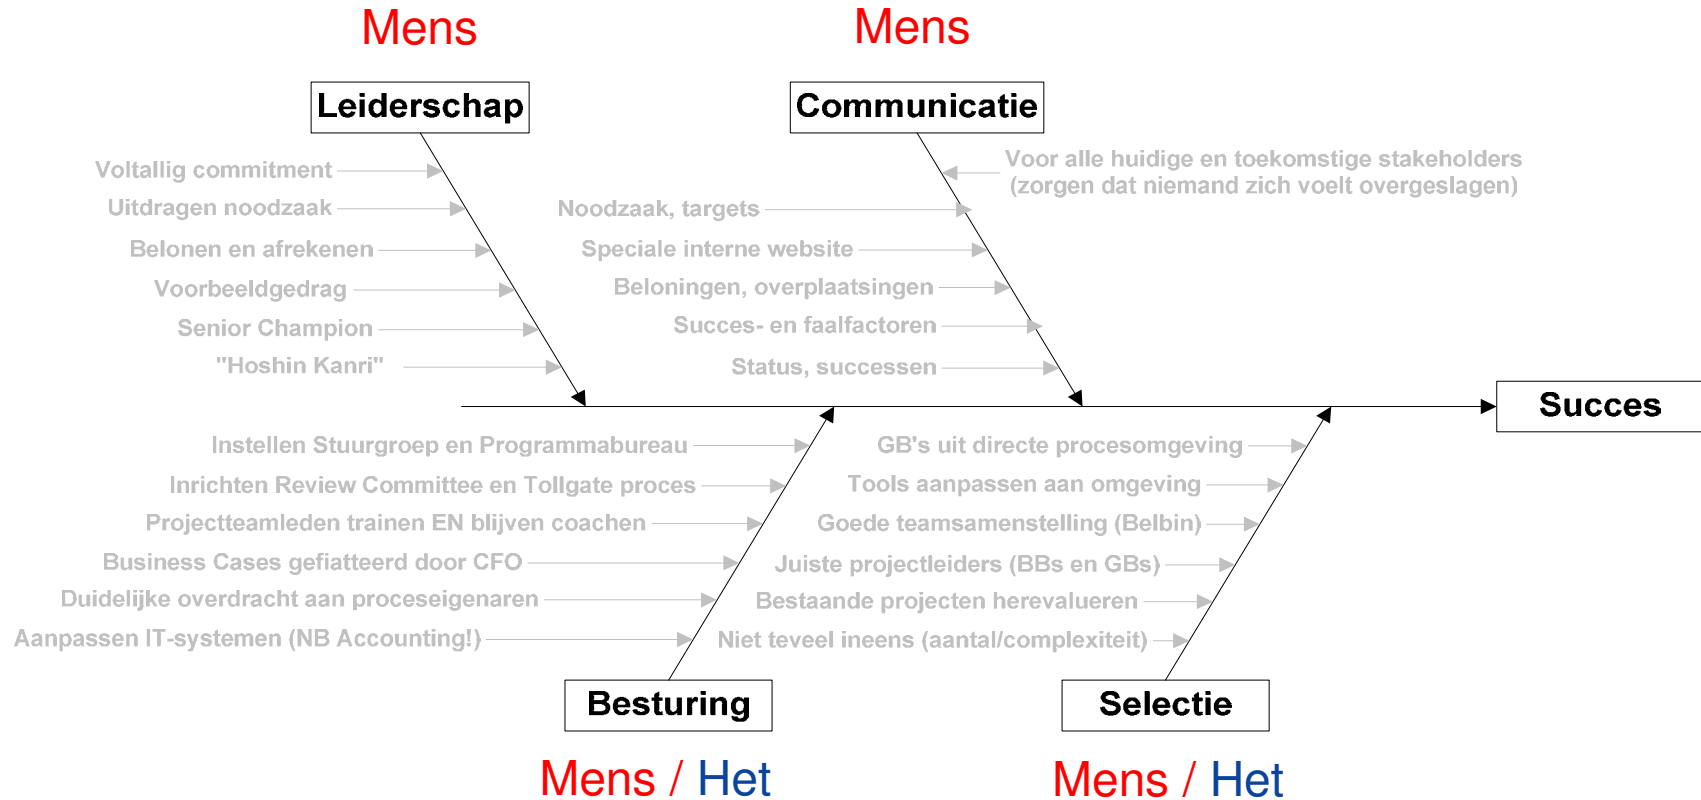 Mens
Mens
Leiderschap
Communicatie
Voltallig commitment
Uitdragen noodzaak
Belonen en afrekenen
Voorbeeldgedrag
Senior Champion
"Hoshin Kanri"
Voor alle huidige en toekomstige stakeholders
(zorgen dat niemand zich voelt overgeslagen)
Noodzaak, targets
Speciale interne website
Beloningen, overplaatsingen
Succes- en faalfactoren
Status, successen
Succes
Instellen Stuurgroep en Programmabureau
Inrichten Review Committee en Tollgate proces
Projectteamleden trainen EN blijven coachen
Business Cases gefiatteerd door CFO
Duidelijke overdracht aan proceseigenaren
Aanpassen IT-systemen (NB Accounting!)
GB's uit directe procesomgeving
Tools aanpassen aan omgeving
Goede teamsamenstelling (Belbin)
Juiste projectleiders (BBs en GBs)
Bestaande projecten herevalueren
Niet teveel ineens (aantal/complexiteit)
Besturing
Selectie
Mens / Het
Mens / Het